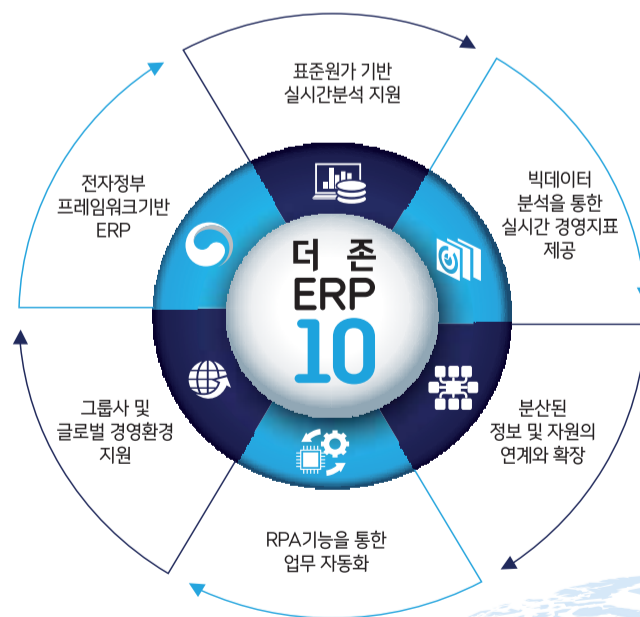 표준원가 기반
실시간분석 지원
빅데이터
분석을 통한
실시간 경영지표
제공
분산된
정보 및 자원의
연계와 확장
RPA기능을 통한
업무 자동화
그룹사 및
글로벌 경영환경
지원
전자정부
프레임워크기반
ERP
더 존
ERP
10